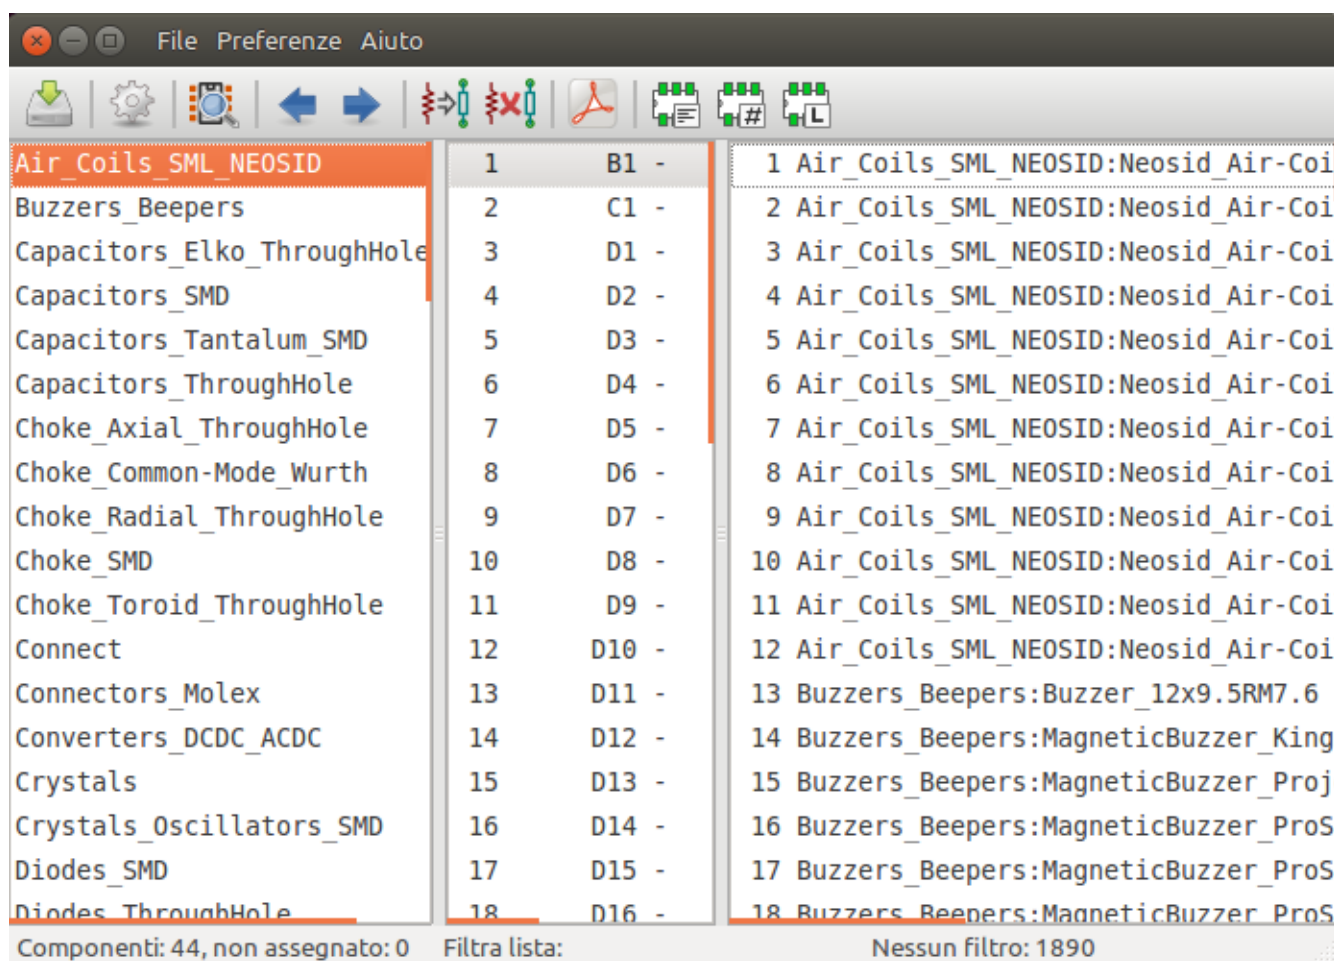 File Preferenze Aiuto
Air_Coils_SML_NEOSID
Buzzers_Beepers
Capacitors_Elko_ThroughHole
Capacitors_SMD
Capacitors_Tantalum_SMD
Capacitors_ThroughHole
Choke_Axial_ThroughHole
Choke_Common-Mode_Wurth
Choke_Radial_ThroughHole
Choke_SMD
Choke_Toroid_ThroughHole
Connect
Connectors_Molex
Converters_DCDC_ACDC
Crystals
Crystals_Oscillators_SMD
Diodes_SMD
Diodes_ThroughHole
1 B1 -
2 C1 -
3 D1 -
4 D2 -
5 D3 -
6 D4 -
7 D5 -
8 D6 -
9 D7 -
10 D8 -
11 D9 -
12 D10 -
13 D11 -
14 D12 -
15 D13 -
16 D14 -
17 D15 -
18 D16 -
1 Air_Coils_SML_NEOSID:Neosid_Air-Coi
2 Air_Coils_SML_NEOSID:Neosid_Air-Coi
3 Air_Coils_SML_NEOSID:Neosid_Air-Coi
4 Air_Coils_SML_NEOSID:Neosid_Air-Coi
5 Air_Coils_SML_NEOSID:Neosid_Air-Coi
6 Air_Coils_SML_NEOSID:Neosid_Air-Coi
7 Air_Coils_SML_NEOSID:Neosid_Air-Coi
8 Air_Coils_SML_NEOSID:Neosid_Air-Coi
9 Air_Coils_SML_NEOSID:Neosid_Air-Coi
10 Air_Coils_SML_NEOSID:Neosid_Air-Coi
11 Air_Coils_SML_NEOSID:Neosid_Air-Coi
12 Air_Coils_SML_NEOSID:Neosid_Air-Coi
13 Buzzers_Beepers:Buzzer_12x9.5RM7.6
14 Buzzers_Beepers:MagneticBuzzer_King
15 Buzzers_Beepers:MagneticBuzzer_Proj
16 Buzzers_Beepers:MagneticBuzzer_ProS
17 Buzzers_Beepers:MagneticBuzzer_ProS
18 Buzzers_Beepers:MagneticBuzzer_ProS
Componenti: 44, non assegnato: 0 Filtra lista: Nessun filtro: 1890